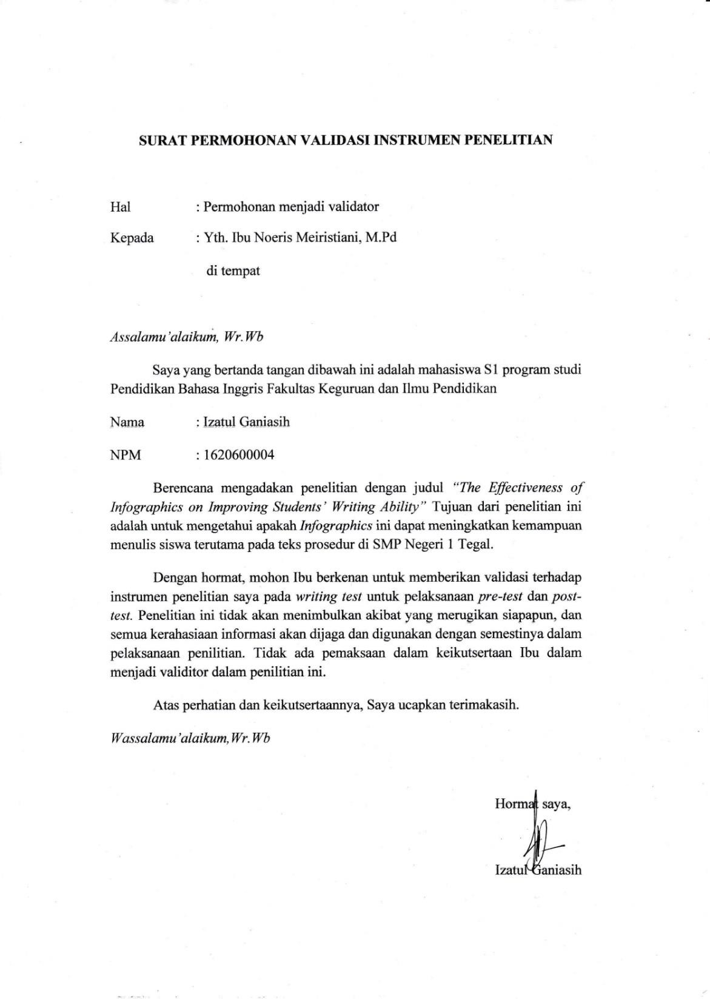 SURAT PERMOHONAN VALIDASI INSTRUMEN PENELITIAN
Hal : Permohonan menjadi validator
Kepada : Yth. Ibu Noeris Meiristiani, M.Pd
di tempat
Assalamu'alaikum, Wr.Wb
Saya yang bertanda tangan dibawah ini adalah mahasiswa S1 program studi
Pendidikan Bahasa Inggris Fakultas Keguruan dan Ilmu Pendidikan
Nama : Izatul Ganiasih
NPM : 1620600004
Berencana mengadakan penelitian dengan judul “The Effectiveness of
Infographics on Improving Students’ Writing Ability” Tujuan dari penelitian ini
adalah untuk mengetahui apakah Infographics ini dapat meningkatkan kemampuan
menulis siswa terutama pada teks prosedur di SMP Negeri 1 Tegal.
Dengan hormat, mohon Ibu berkenan untuk memberikan validasi terhadap
instrumen penelitian saya pada writing test untuk pelaksanaan pre-test dan post-
test. Penelitian ini tidak akan menimbulkan akibat yang merugikan siapapun, dan
semua kerahasiaan informasi akan dijaga dan digunakan dengan semestinya dalam
pelaksanaan penilitian. Tidak ada pemaksaan dalam keikutsertaan Ibu dalam
menjadi validitor dalam penilitian ini.
Atas perhatian dan keikutsertaannya, Saya ucapkan terimakasih.
Wassalamu’alaikum, Wr.Wb
Hormat saya,
Izatul Ganiasih